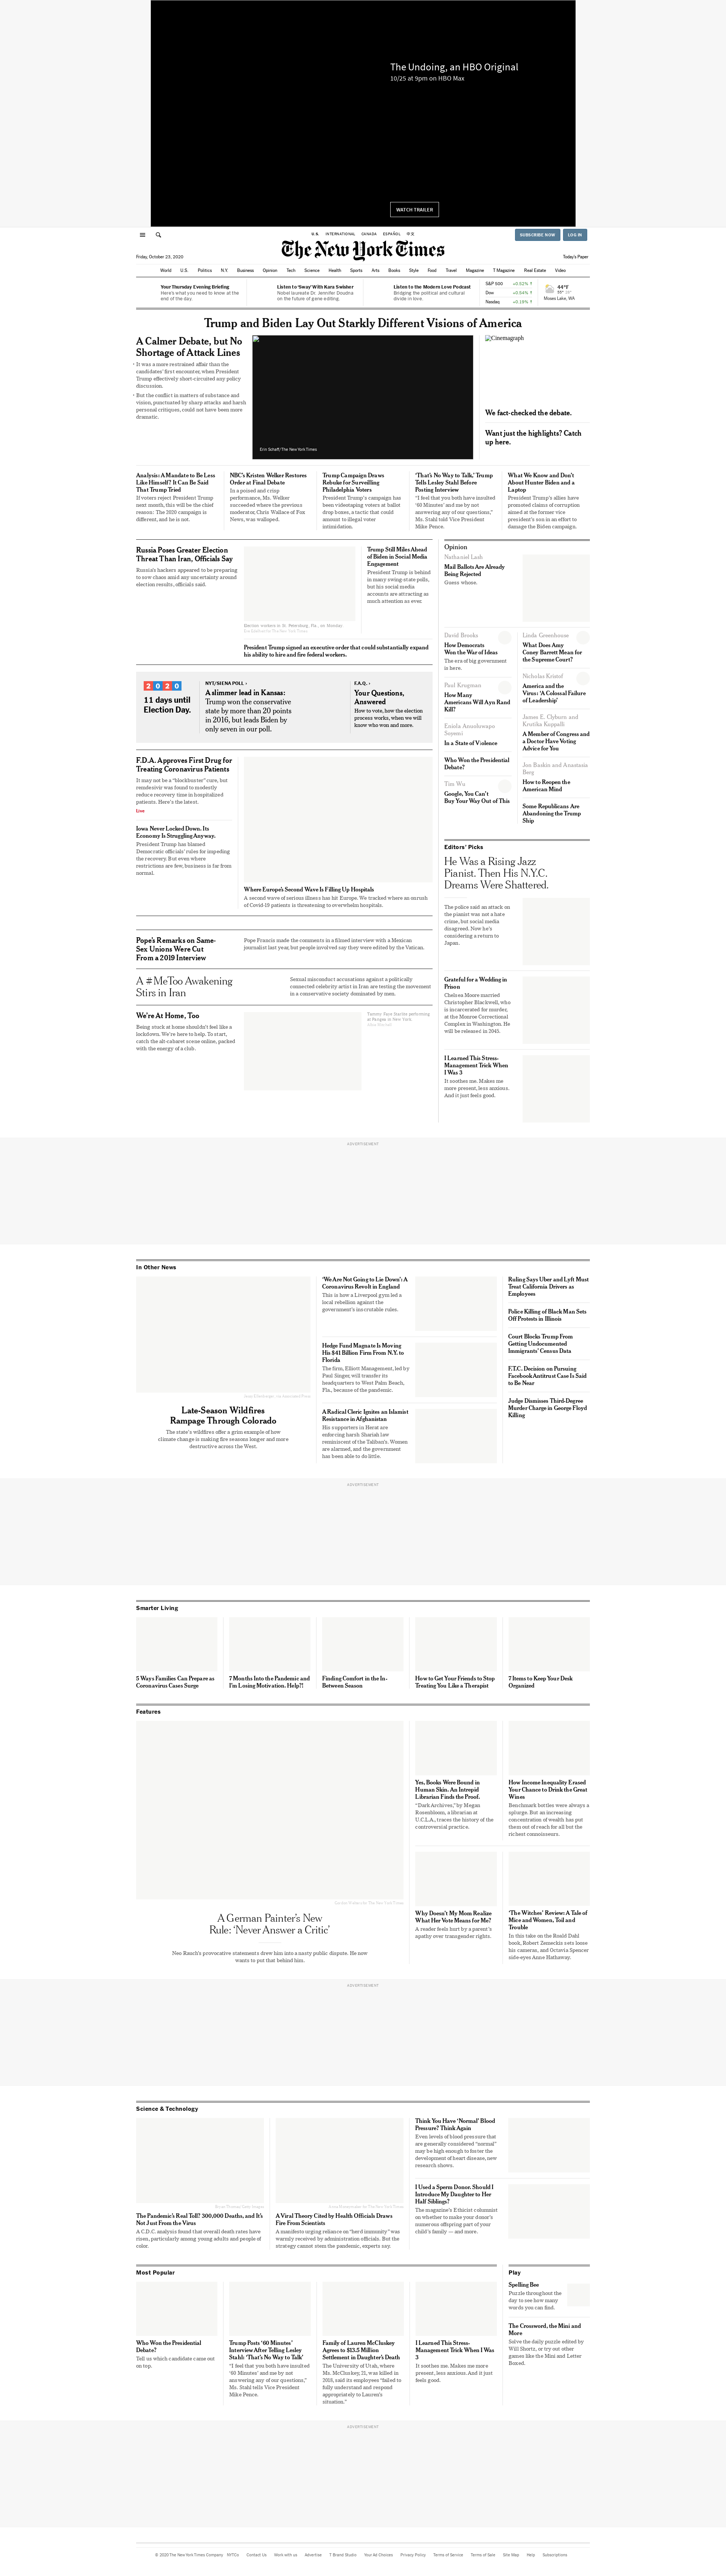 The Undoing, an HBO Original
10/25 at 9pm on HBO Max
WATCH TRAILER
U.S. INTERNATIONAL CANADA ESPAÑOL 中文
SUBSCRIBE NOW LOG IN
The New York Times
Friday, October 23, 2020
Today's Paper
World U.S. Politics N.Y. Business Opinion Tech Science Health Sports Arts Books Style Food Travel Magazine T Magazine Real Estate Video
Your Thursday Evening Briefing
Here's what you need to know at the
end of the day.
Listen to 'Sway' With Kara Swisher
Nobel laureate Dr. Jennifer Doudna
on the future of gene editing.
Listen to the Modern Love Podcast
Bridging the political and cultural
divide in love.
S&P 500 +0.52% ↑
Dow +0.54% ↑
Nasdaq +0.19% ↑
44°F
Moses Lake, WA
Trump and Biden Lay Out Starkly Different Visions of America
A Calmer Debate, but No
Shortage of Attack Lines
It was a more restrained affair than the
candidates' first encounter, when President
Trump effectively short-circuited any policy
discussion.
But the conflict in matters of substance and
vision, punctuated by sharp attacks and harsh
personal critiques, could not have been more
dramatic.
Erin Schaff/The New York Times
Cinemagraph
We fact-checked the debate.
Want just the highlights? Catch
up here.
Analysis: A Mandate to Be Less
Like Himself? It Can Be Said
That Trump Tried
If voters reject President Trump
next month, this will be the chief
reason: The 2020 campaign is
different, and he is not.
NBC's Kristen Welker Restores
Order at Final Debate
In a poised and crisp
performance, Ms. Welker
succeeded where the previous
moderator, Chris Wallace of Fox
News, was walloped.
Trump Campaign Draws
Rebuke for Surveilling
Philadelphia Voters
President Trump's campaign has
been videotaping voters at ballot
drop boxes, a tactic that could
amount to illegal voter
intimidation.
'That's No Way to Talk,' Trump
Tells Lesley Stahl Before
Posting Interview
"I feel that you both have insulted
'60 Minutes' and me by not
answering any of our questions,"
Ms. Stahl told Vice President
Mike Pence.
What We Know and Don't
About Hunter Biden and a
Laptop
President Trump's allies have
promoted claims of corruption
aimed at the former vice
president's son in an effort to
damage the Biden campaign.
Russia Poses Greater Election
Threat Than Iran, Officials Say
Russia's hackers appeared to be preparing
to sow chaos amid any uncertainty around
election results, officials said.
Election workers in St. Petersburg, Fla., on Monday.
Eve Edelheit for The New York Times
Trump Still Miles Ahead
of Biden in Social Media
Engagement
President Trump is behind
in many swing-state polls,
but his social media
accounts are attracting as
much attention as ever.
President Trump signed an executive order that could substantially expand
his ability to hire and fire federal workers.
2020
11 days until
Election Day.
NYT/SIENA POLL ›
A slimmer lead in Kansas:
Trump won the conservative
state by more than 20 points
in 2016, but leads Biden by
only seven in our poll.
F.A.Q. ›
Your Questions,
Answered
How to vote, how the election
process works, when we will
know who won and more.
F.D.A. Approves First Drug for
Treating Coronavirus Patients
It may not be a "blockbuster" cure, but
remdesivir was found to modestly
reduce recovery time in hospitalized
patients. Here's the latest.
LIVE
Iowa Never Locked Down. Its
Economy Is Struggling Anyway.
President Trump has blamed
Democratic officials' rules for impeding
the recovery. But even where
restrictions are few, business is far from
normal.
Where Europe's Second Wave Is Filling Up Hospitals
A second wave of serious illness has hit Europe. We tracked where an onrush
of Covid-19 patients is threatening to overwhelm hospitals.
Pope's Remarks on Same-
Sex Unions Were Cut
From a 2019 Interview
Pope Francis made the comments in a filmed interview with a Mexican
journalist last year, but people involved say they were edited by the Vatican.
A #MeToo Awakening
Stirs in Iran
Sexual misconduct accusations against a politically
connected celebrity artist in Iran are testing the movement
in a conservative society dominated by men.
We're At Home, Too
Being stuck at home shouldn't feel like a
lockdown. We're here to help. To start,
catch the alt-cabaret scene online, packed
with the energy of a club.
Tammy Faye Starlite performing
at Pangea in New York.
Opinion
Nathaniel Lash
Mail Ballots Are Already
Being Rejected
Guess whose.
David Brooks
How Democrats
Won the War of Ideas
The era of big government
is here.
Paul Krugman
How Many
Americans Will Ayn Rand
Kill?
Eniola Anuoluwapo
Soyemi
In a State of Violence
Who Won the Presidential
Debate?
Tim Wu
Google, You Can't
Buy Your Way Out of This
Linda Greenhouse
What Does Amy
Coney Barrett Mean for
the Supreme Court?
Nicholas Kristof
America and the
Virus: 'A Colossal Failure
of Leadership'
James E. Clyburn and
Krutika Kuppalli
A Member of Congress and
a Doctor Have Voting
Advice for You
Jon Baskin and Anastasia
Berg
How to Reopen the
American Mind
Some Republicans Are
Abandoning the Trump
Ship
Editors' Picks
He Was a Rising Jazz
Pianist. Then His N.Y.C.
Dreams Were Shattered.
The police said an attack on
the pianist was not a hate
crime, but social media
disagreed. Now he's
considering a return to
Japan.
Grateful for a Wedding in
Prison
Chelsea Moore married
Christopher Blackwell, who
is incarcerated for murder,
at the Monroe Correctional
Complex in Washington. He
will be released in 2045.
I Learned This Stress-
Management Trick When
I Was 3
It soothes me. Makes me
more present, less anxious.
And it just feels good.
ADVERTISEMENT
In Other News
Late-Season Wildfires
Rampage Through Colorado
The state's wildfires offer a grim example of how
climate change is making fire seasons longer and more
destructive across the West.
'We Are Not Going to Lie Down': A
Coronavirus Revolt in England
This is how a Liverpool gym led a
local rebellion against the
government's inscrutable rules.
Hedge Fund Magnate Is Moving
His $41 Billion Firm From N.Y. to
Florida
The firm, Elliott Management, led by
Paul Singer, will transfer its
headquarters to West Palm Beach,
Fla., because of the pandemic.
A Radical Cleric Ignites an Islamist
Resistance in Afghanistan
His supporters in Herat are
enforcing harsh Shariah law
reminiscent of the Taliban's. Women
are alarmed, and the government
has been able to do little.
Ruling Says Uber and Lyft Must
Treat California Drivers as
Employees
Police Killing of Black Man Sets
Off Protests in Illinois
Court Blocks Trump From
Getting Undocumented
Immigrants' Census Data
F.T.C. Decision on Pursuing
Facebook Antitrust Case Is Said
to Be Near
Judge Dismisses Third-Degree
Murder Charge in George Floyd
Killing
ADVERTISEMENT
Smarter Living
5 Ways Families Can Prepare as
Coronavirus Cases Surge
7 Months Into the Pandemic and
I'm Losing Motivation. Help?!
Finding Comfort in the In-
Between Season
How to Get Your Friends to Stop
Treating You Like a Therapist
7 Items to Keep Your Desk
Organized
Features
A German Painter's New
Rule: 'Never Answer a Critic'
Neo Rauch's provocative statements drew him into a nasty public dispute. He now
wants to put that behind him.
Yes, Books Were Bound in
Human Skin. An Intrepid
Librarian Finds the Proof.
"Dark Archives," by Megan
Rosenbloom, a librarian at
U.C.L.A., traces the history of the
controversial practice.
How Income Inequality Erased
Your Chance to Drink the Great
Wines
Benchmark bottles were always a
splurge. But an increasing
concentration of wealth has put
them out of reach for all but the
richest connoisseurs.
Why Doesn't My Mom Realize
What Her Vote Means for Me?
A reader feels hurt by a parent's
apathy over transgender rights.
'The Witches' Review: A Tale of
Mice and Women, Toil and
Trouble
In this take on the Roald Dahl
book, Robert Zemeckis sets loose
his cameras, and Octavia Spencer
side-eyes Anne Hathaway.
ADVERTISEMENT
Science & Technology
The Pandemic's Real Toll? 300,000 Deaths, and It's
Not Just From the Virus
A C.D.C. analysis found that overall death rates have
risen, particularly among young adults and people of
color.
A Viral Theory Cited by Health Officials Draws
Fire From Scientists
A manifesto urging reliance on "herd immunity" was
warmly received by administration officials. But the
strategy cannot stem the pandemic, experts say.
Think You Have 'Normal' Blood
Pressure? Think Again
Even levels of blood pressure that
are generally considered "normal"
may be high enough to foster the
development of heart disease, new
research shows.
I Used a Sperm Donor. Should I
Introduce My Daughter to Her
Half Siblings?
The magazine's Ethicist columnist
on whether to make your donor's
numerous offspring part of your
child's family — and more.
Most Popular
Who Won the Presidential
Debate?
Tell us which candidate came out
on top.
Trump Posts '60 Minutes'
Interview After Telling Lesley
Stahl: 'That's No Way to Talk'
"I feel that you both have insulted
'60 Minutes' and me by not
answering any of our questions,"
Ms. Stahl tells Vice President
Mike Pence.
Family of Lauren McCluskey
Agrees to $13.5 Million
Settlement in Daughter's Death
The University of Utah, where
Ms. McCluskey, 21, was killed in
2018, said its employees "failed to
fully understand and respond
appropriately to Lauren's
situation."
I Learned This Stress-
Management Trick When I Was
3
It soothes me. Makes me more
present, less anxious. And it just
feels good.
Play
Spelling Bee
Puzzle throughout the
day to see how many
words you can find.
The Crossword, the Mini and
More
Solve the daily puzzle edited by
Will Shortz, or try out other
games like the Mini and Letter
Boxed.
ADVERTISEMENT
© 2020 The New York Times Company NYTCo Contact Us Work with us Advertise T Brand Studio Your Ad Choices Privacy Policy Terms of Service Terms of Sale Site Map Help Subscriptions